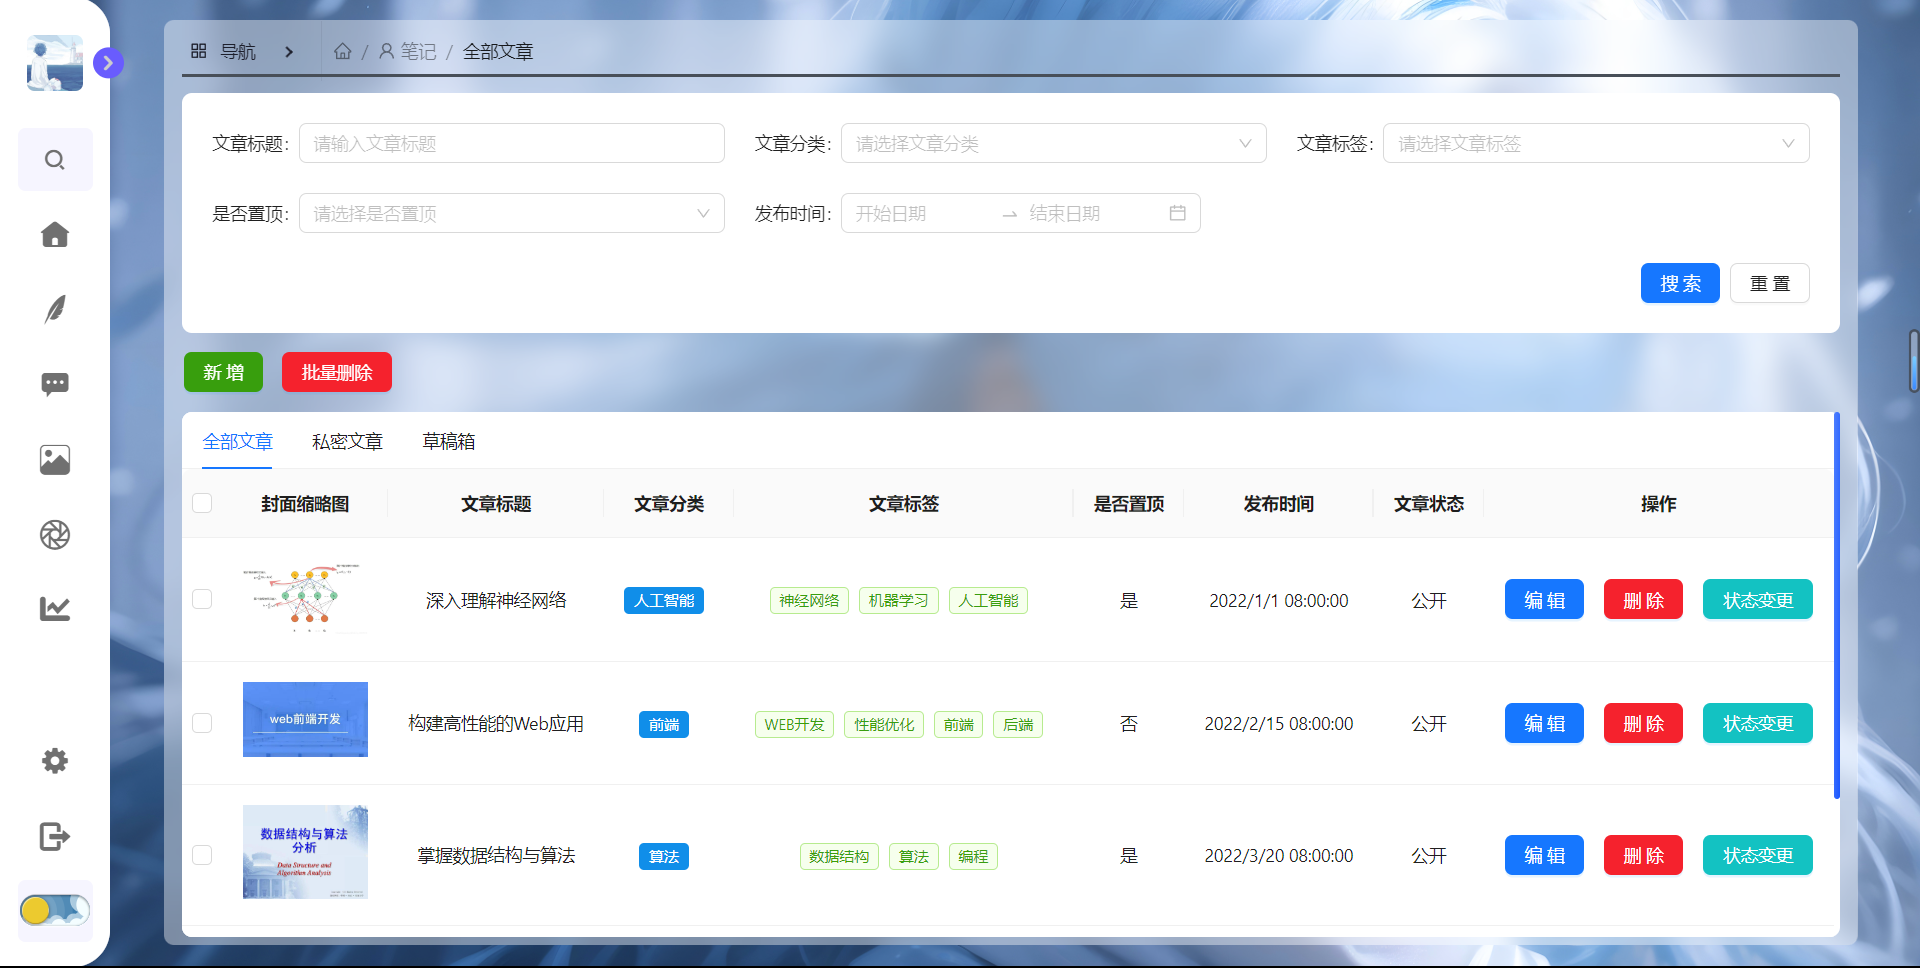 导航 / 笔记 / 全部文章
文章标题: 请输入文章标题 文章分类: 请选择文章分类 文章标签: 请选择文章标签
是否置顶: 请选择是否置顶 发布时间: 开始日期 → 结束日期
搜 索 重 置
新 增 批量删除
全部文章 私密文章 草稿箱
封面缩略图 文章标题 文章分类 文章标签 是否置顶 发布时间 文章状态 操作
深入理解神经网络 人工智能 神经网络 机器学习 人工智能 是 2022/1/1 08:00:00 公开 编 辑 删 除 状态变更
web前端开发 构建高性能的Web应用 前端 WEB开发 性能优化 前端 后端 否 2022/2/15 08:00:00 公开 编 辑 删 除 状态变更
数据结构与算法
分析
Data Structure and
Algorithm Analysis
掌握数据结构与算法 算法 数据结构 算法 编程 是 2022/3/20 08:00:00 公开 编 辑 删 除 状态变更